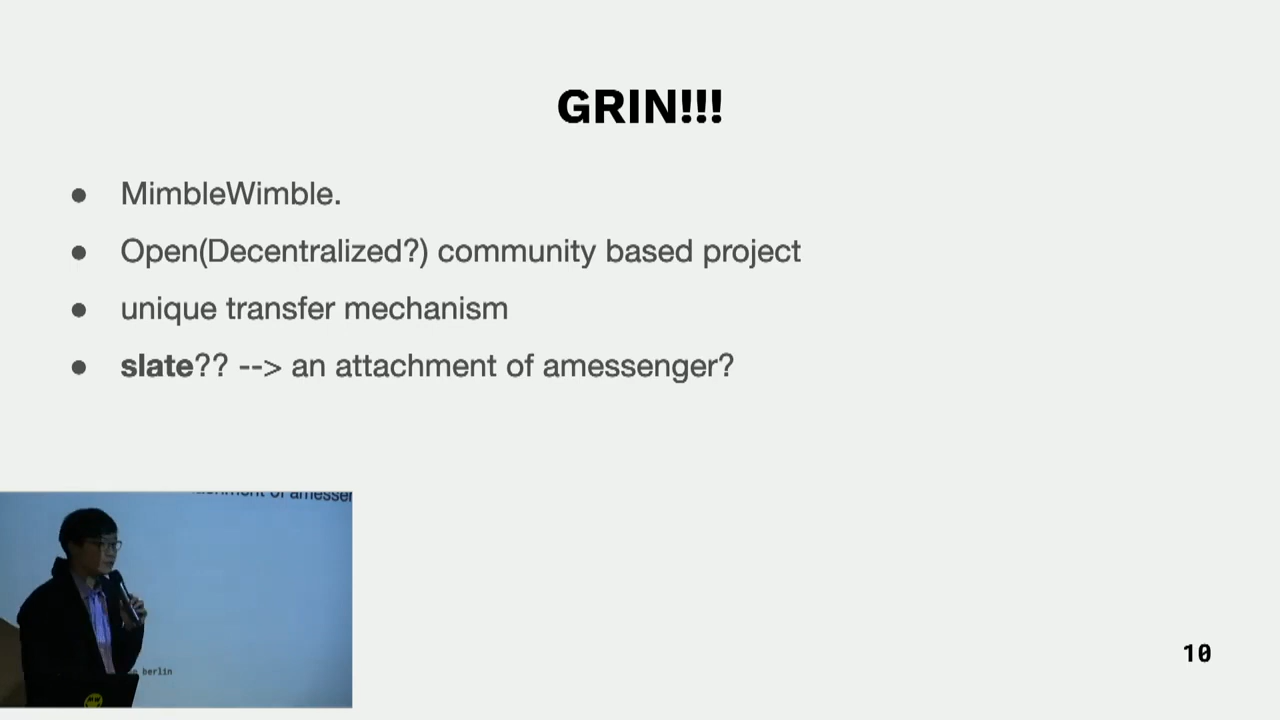 GRIN!!!
● MimbleWimble.
● Open(Decentralized?) community based project
● unique transfer mechanism
● slate?? --> an attachment of amessenger?
berlin
10